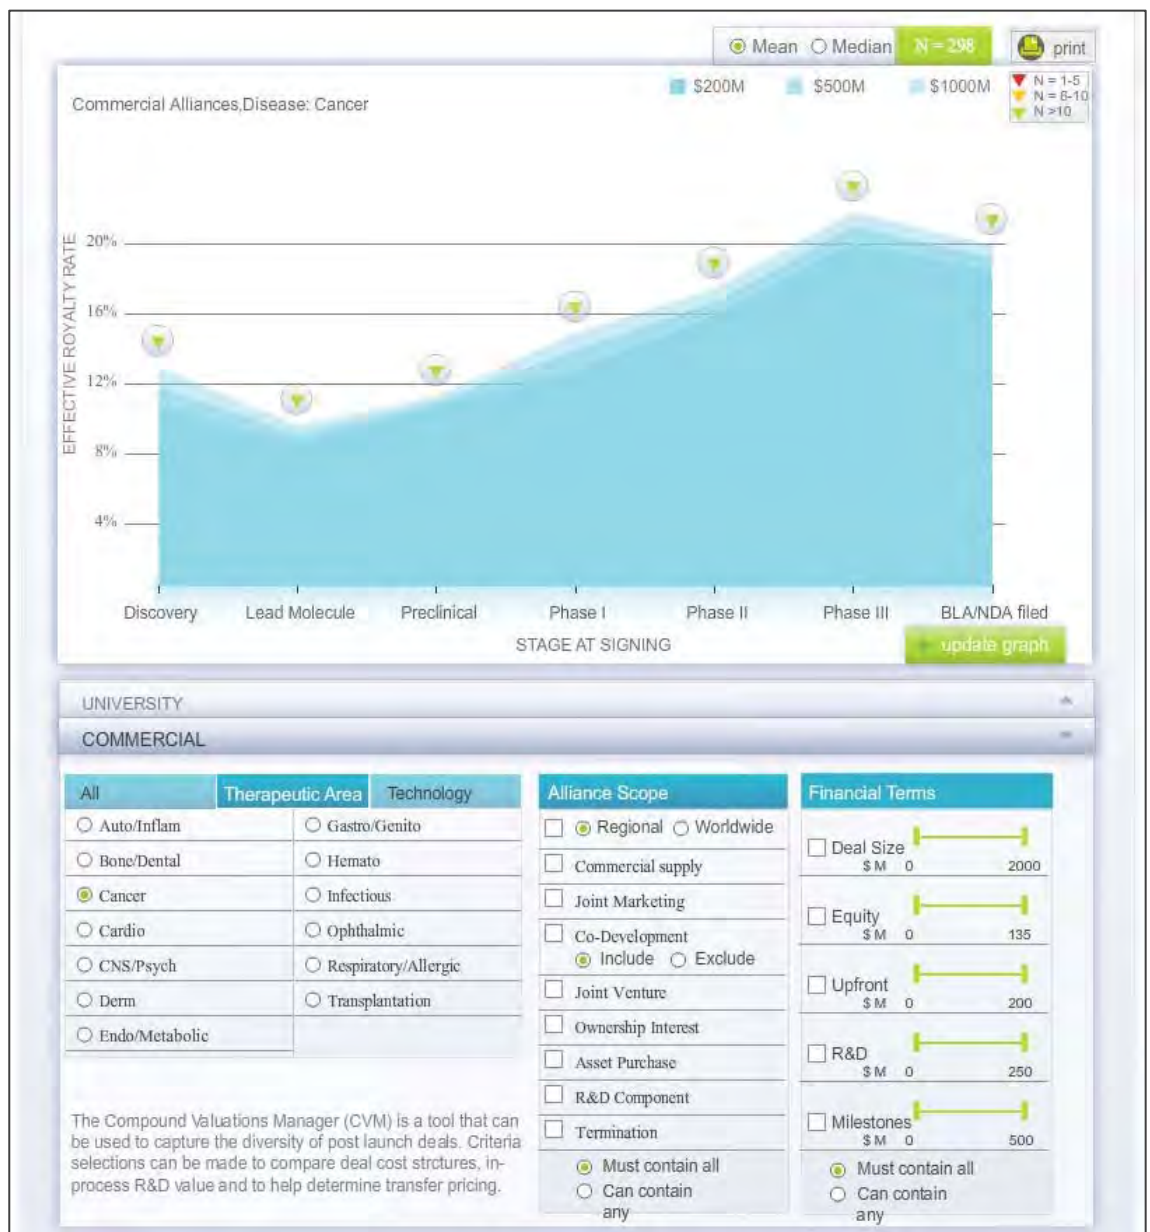 Mean Median N = 298 print
$200M $500M $1000M
N = 1-5
N = 6-10
N >10
Commercial Alliances,Disease: Cancer
EFFECTIVE ROYALTY RATE
20%
16%
12%
8%
4%
Discovery Lead Molecule Preclinical Phase I Phase II Phase III BLA/NDA filed
STAGE AT SIGNING
update graph
UNIVERSITY
COMMERCIAL
All Therapeutic Area Technology
Auto/Inflam Gastro/Genito
Bone/Dental Hemato
Cancer Infectious
Cardio Ophthalmic
CNS/Psych Respiratory/Allergic
Derm Transplantation
Endo/Metabolic
The Compound Valuations Manager (CVM) is a tool that can
be used to capture the diversity of post launch deals. Criteria
selections can be made to compare deal cost strctures, in-
process R&D value and to help determine transfer pricing.
Alliance Scope
Regional Worldwide
Commercial supply
Joint Marketing
Co-Development
Include Exclude
Joint Venture
Ownership Interest
Asset Purchase
R&D Component
Termination
Must contain all
Can contain
any
Financial Terms
Deal Size
$ M 0 2000
Equity
$ M 0 135
Upfront
$ M 0 200
R&D
$ M 0 250
Milestones
$ M 0 500
Must contain all
Can contain
any